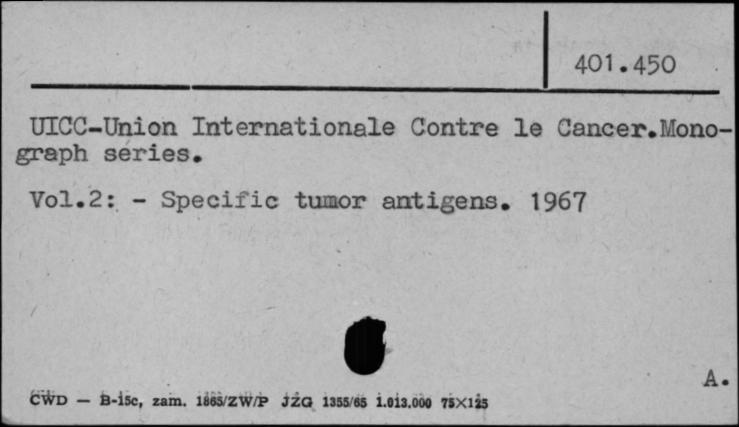 401.450
UICC-Union Internationale Contre le Cancer.Mono-
graph series.
Vol.2: - Specific tumor antigens. 1967
A.
CWD — B-15c, zam. 1865/ZW/P JZG 1355/65 1.013.000 75X125